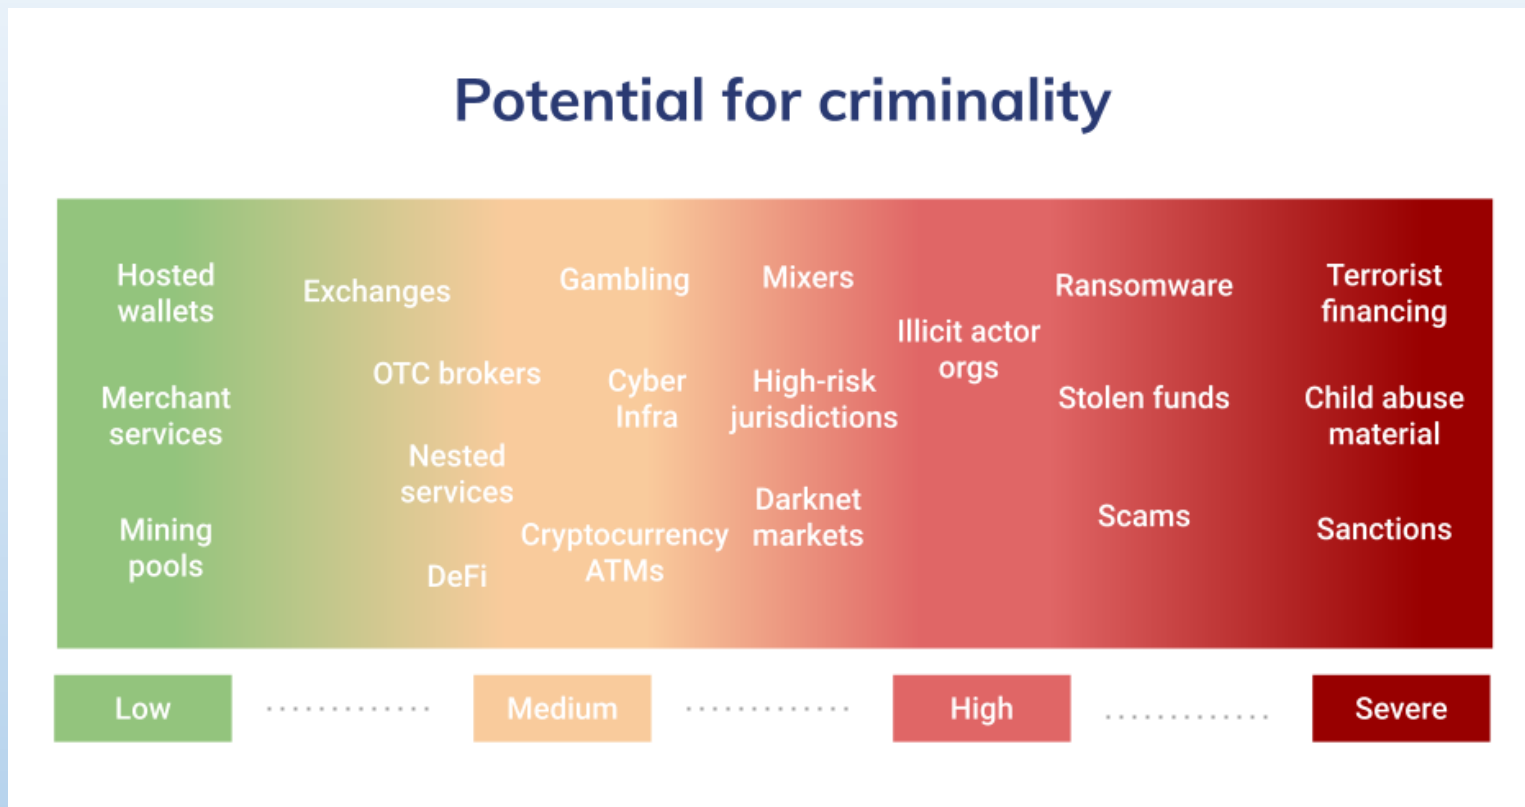 Potential for criminality
Hosted
wallets
Merchant
services
Mining
pools
Exchanges
OTC brokers
Nested
services
DeFi
Gambling
Cyber
Infra
Cryptocurrency
ATMs
Mixers
High-risk
jurisdictions
Darknet
markets
Illicit actor
orgs
Ransomware
Stolen funds
Scams
Terrorist
financing
Child abuse
material
Sanctions
Low
Medium
High
Severe